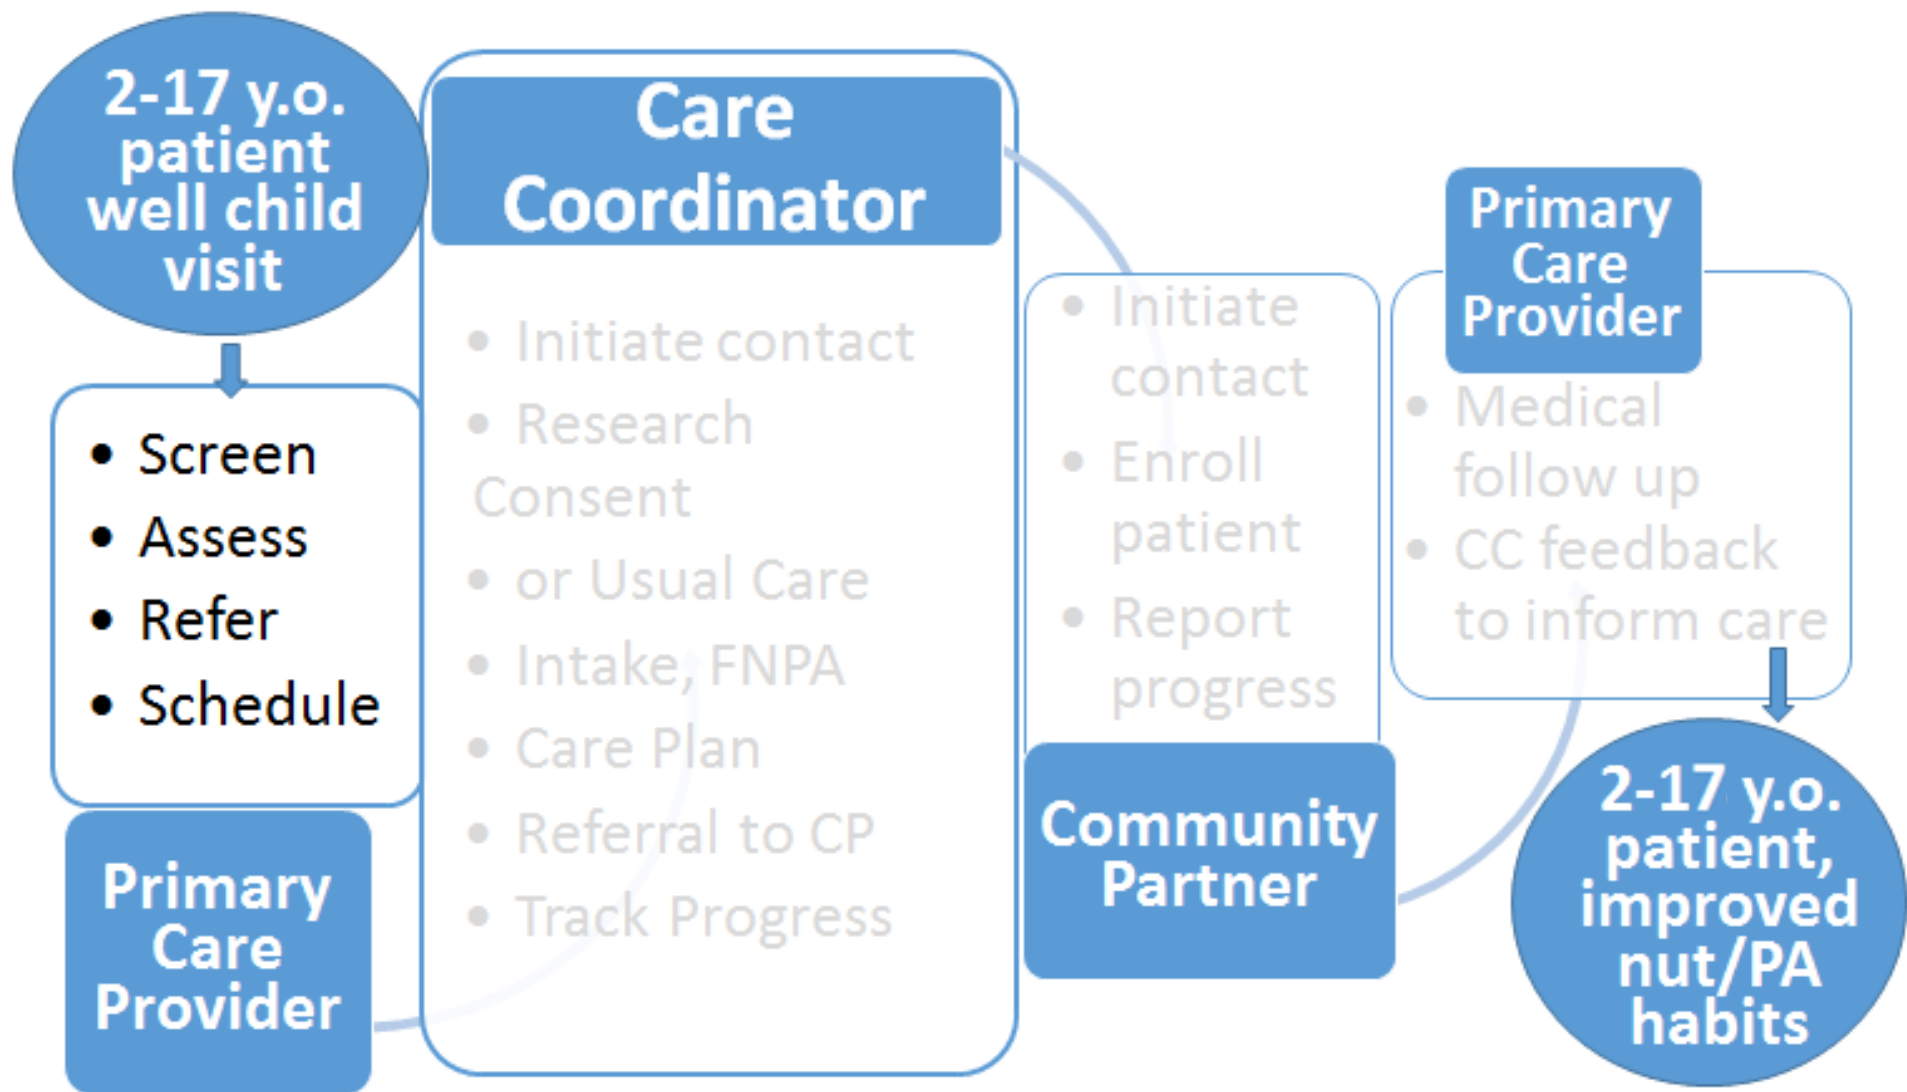 2-17 y.o.
patient
well child
visit
• Screen
• Assess
• Refer
• Schedule
Primary
Care
Provider
Care
Coordinator
• Initiate contact
• Research
Consent
• or Usual Care
• Intake, FNPA
• Care Plan
• Referral to CP
• Track Progress
• Initiate
contact
• Enroll
patient
• Report
progress
Community
Partner
Primary
Care
Provider
• Medical
follow up
• CC feedback
to inform care
2-17 y.o.
patient,
improved
nut/PA
habits